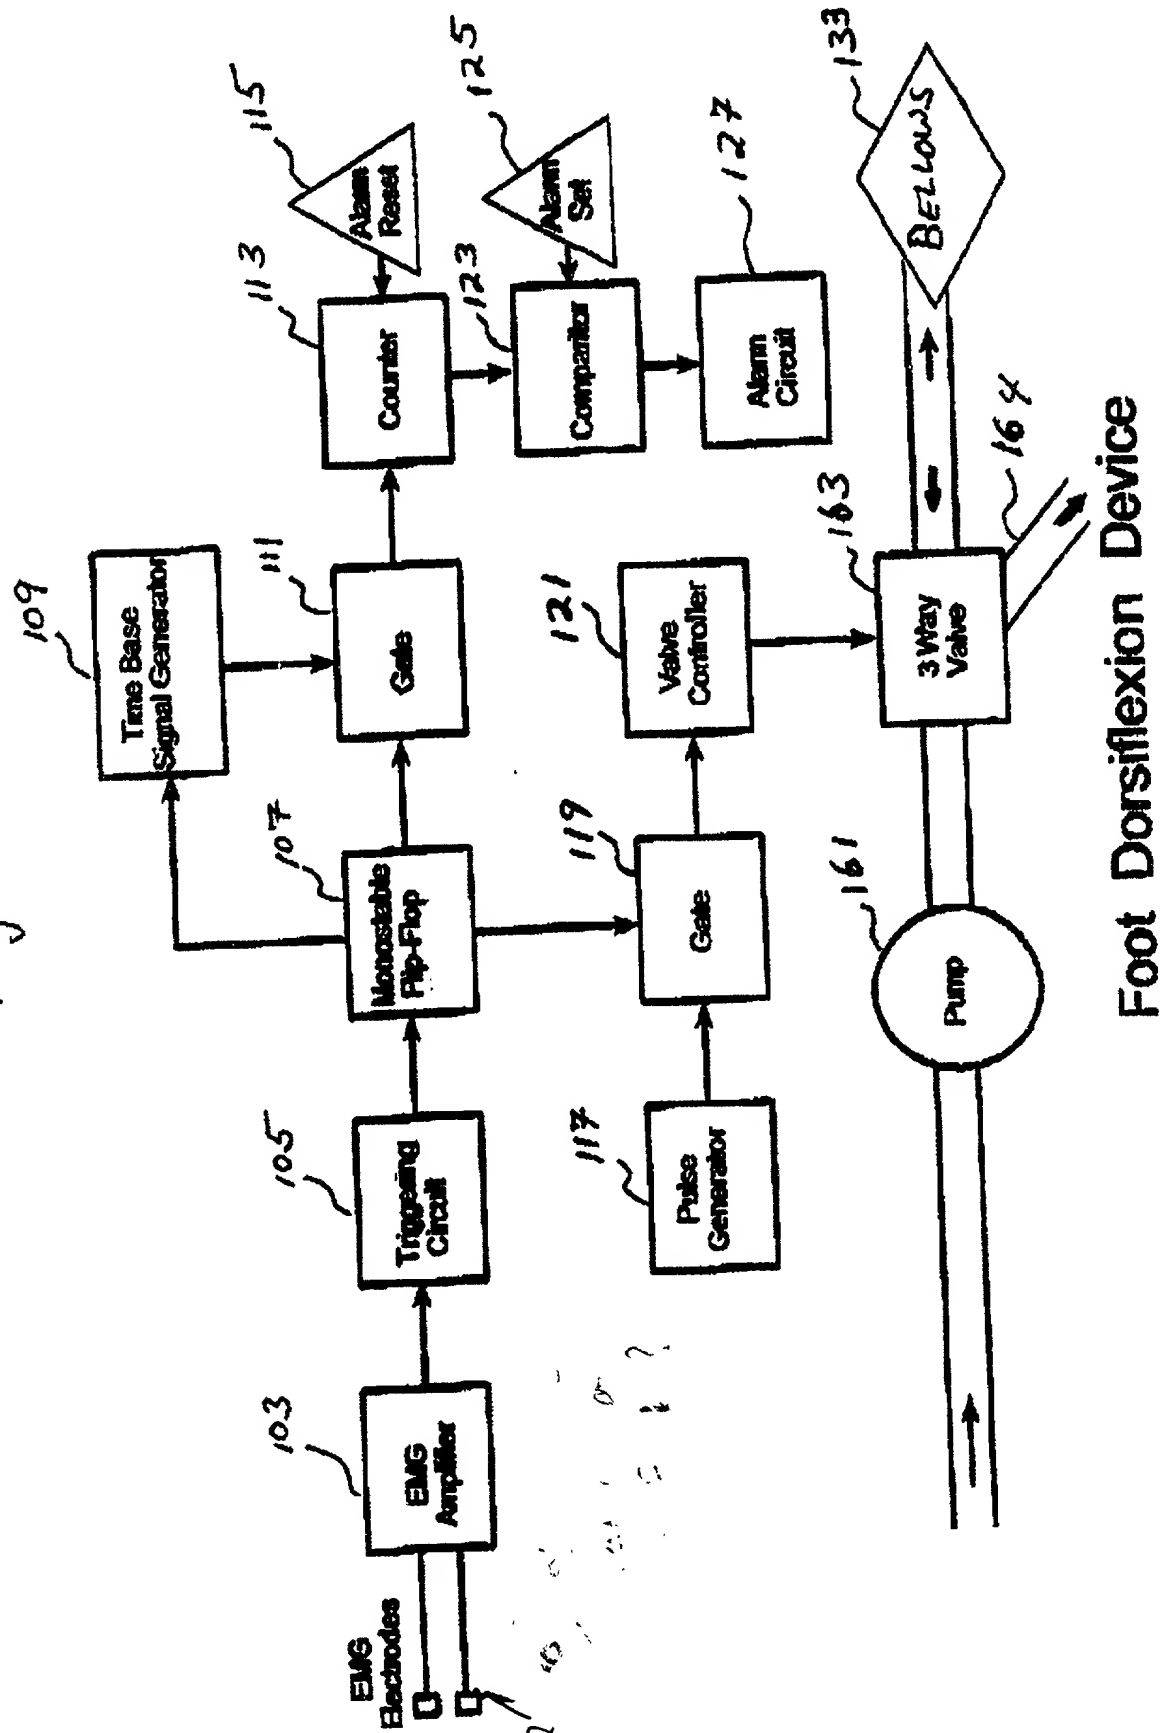 109
Time Base
Signal Generator
EMG
Electrodes
103
EMG
Amplifier
105
Triggering
Circuit
107
Monostable
Flip-Flop
111
Gate
113
Counter
115
Alarm
Reset
117
Pulse
Generator
119
Gate
121
Valve
Controller
123
Comparitor
125
Alarm
Set
127
Alarm
Circuit
161
Pump
163
3 Way
Valve
164
133
BELLOWS
Foot Dorsiflexion Device